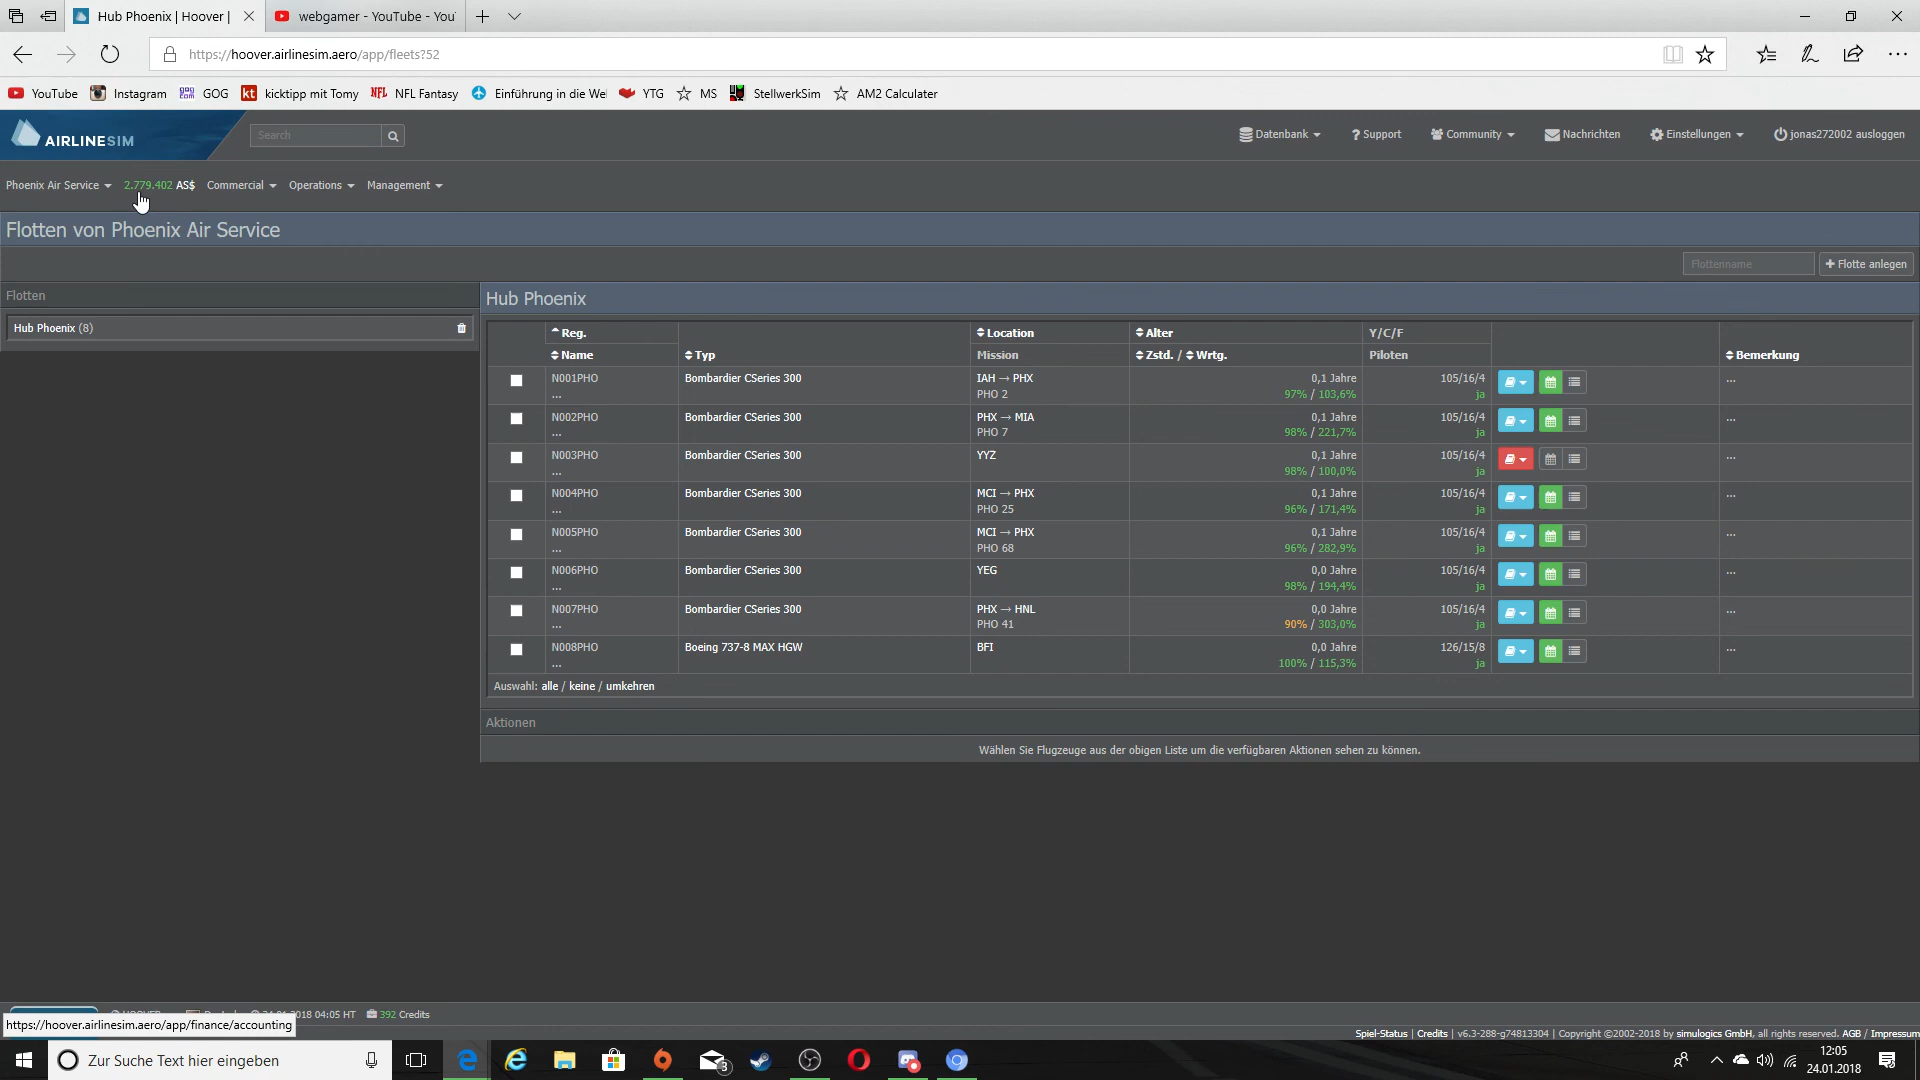 Hub Phoenix | Hoover |
webgamer - YouTube - You'
https://hoover.airlinesim.aero/app/fleets?52
YouTube
Instagram
GOG
kicktipp mit Tomy
NFL Fantasy
Einführung in die We
YTG
MS
StellwerkSim
AM2 Calculater
AIRLINESIM
Search
Datenbank
? Support
Community
Nachrichten
Einstellungen
jonas272002 ausloggen
Phoenix Air Service
2.779.402 AS$
Commercial
Operations
Management
Flotten von Phoenix Air Service
Flottenname
+ Flotte anlegen
Flotten
Hub Phoenix (8)
Hub Phoenix
Reg. Location Alter Y/C/F
Name Typ Mission Zstd. / Wrtg. Piloten Bemerkung
N001PHO Bombardier CSeries 300 IAH → PHX 0,1 Jahre 105/16/4 ...
... PHO 2 97% / 103,6% ja
N002PHO Bombardier CSeries 300 PHX → MIA 0,1 Jahre 105/16/4 ...
... PHO 7 98% / 221,7% ja
N003PHO Bombardier CSeries 300 YYZ 0,1 Jahre 105/16/4 ...
... 98% / 100,0% ja
N004PHO Bombardier CSeries 300 MCI → PHX 0,1 Jahre 105/16/4 ...
... PHO 25 96% / 171,4% ja
N005PHO Bombardier CSeries 300 MCI → PHX 0,1 Jahre 105/16/4 ...
... PHO 68 96% / 282,9% ja
N006PHO Bombardier CSeries 300 YEG 0,0 Jahre 105/16/4 ...
... 98% / 194,4% ja
N007PHO Bombardier CSeries 300 PHX → HNL 0,0 Jahre 105/16/4 ...
... PHO 41 90% / 303,0% ja
N008PHO Boeing 737-8 MAX HGW BFI 0,0 Jahre 126/15/8 ...
... 100% / 115,3% ja
Auswahl: alle / keine / umkehren
Aktionen
Wählen Sie Flugzeuge aus der obigen Liste um die verfügbaren Aktionen sehen zu können.
2018 04:05 HT 392 Credits
https://hoover.airlinesim.aero/app/finance/accounting
Spiel-Status | Credits | v6.3-288-g74813304 | Copyright ©2002-2018 by simulogics GmbH, all rights reserved. AGB / Impressum
Zur Suche Text hier eingeben
3
12:05
24.01.2018